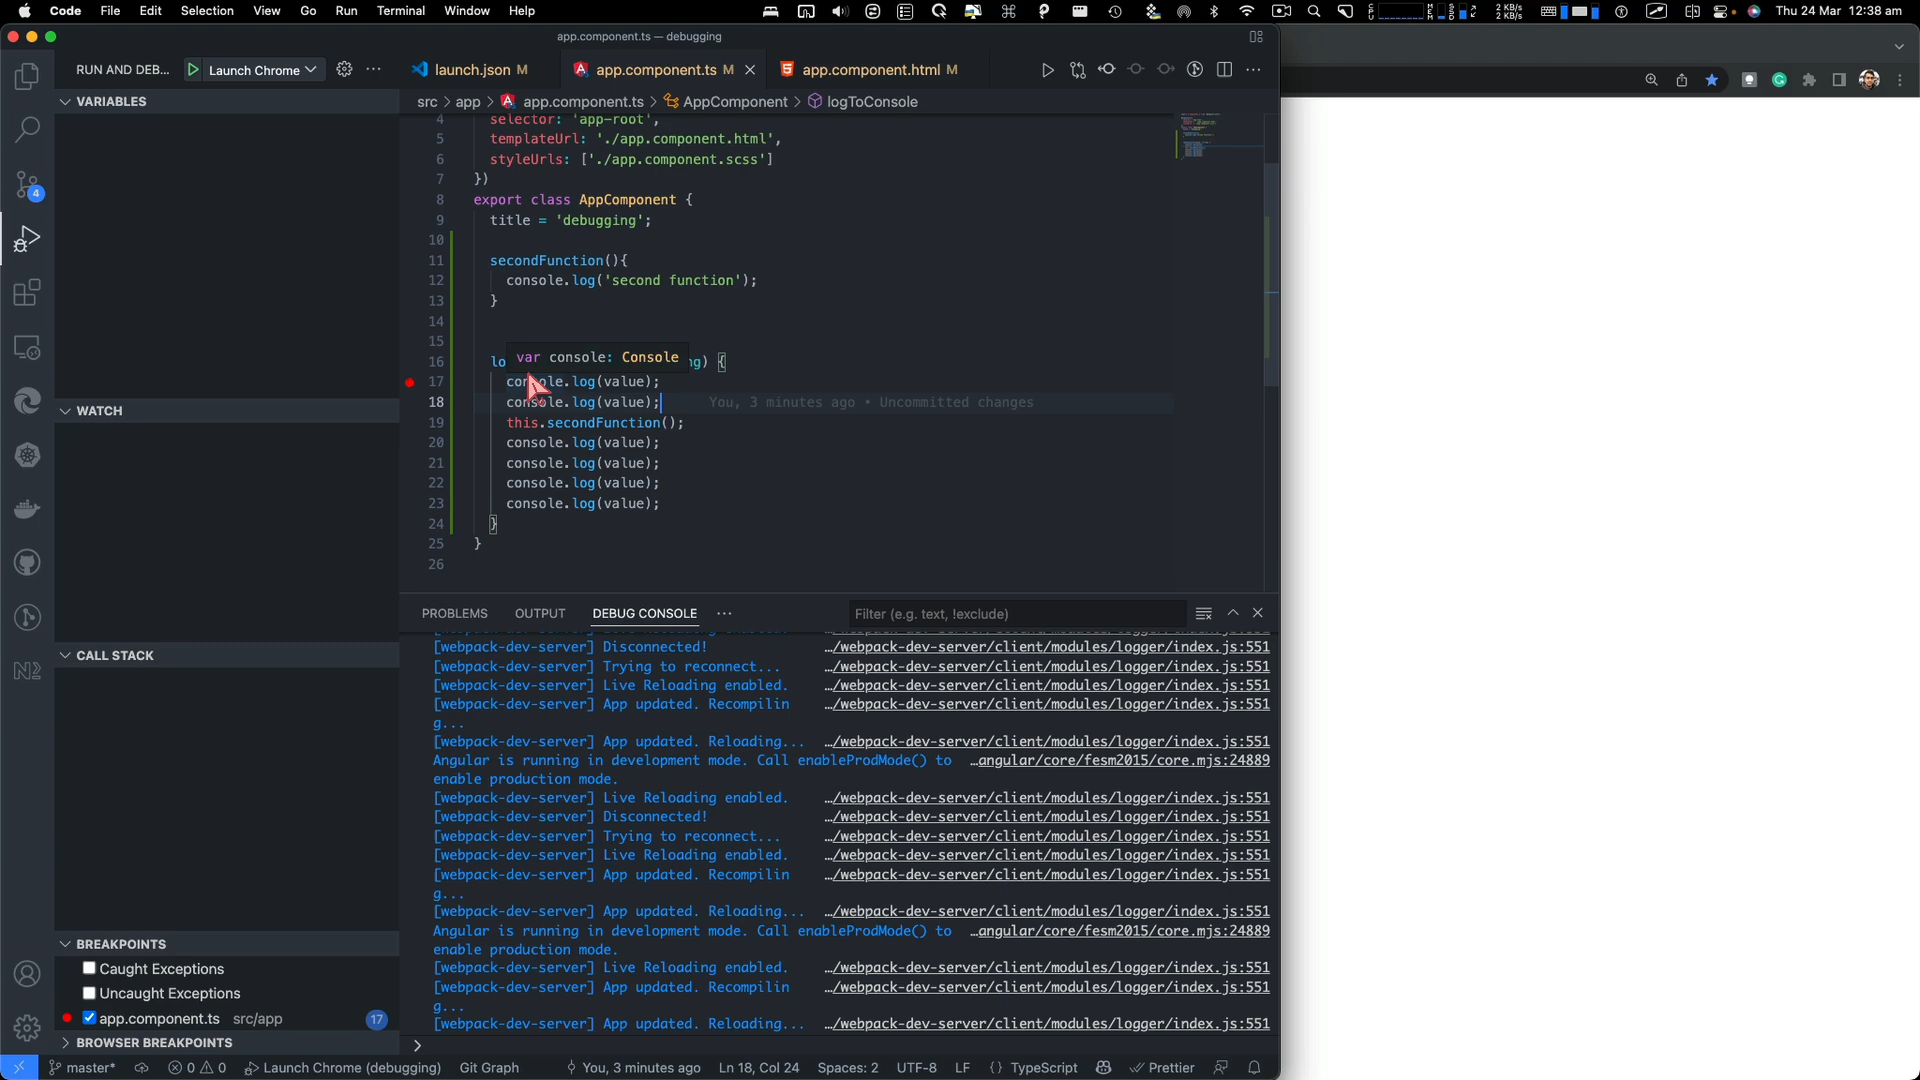 Code File Edit Selection View Go Run Terminal Window Help
2 KB/s
2 KB/s
Thu 24 Mar 12:38 am
app.component.ts — debugging
RUN AND DEB... Launch Chrome
launch.json M app.component.ts M app.component.html M
src > app > app.component.ts > AppComponent > logToConsole
VARIABLES
WATCH
CALL STACK
BREAKPOINTS
Caught Exceptions
Uncaught Exceptions
app.component.ts src/app 17
BROWSER BREAKPOINTS
4
4 selector: 'app-root',
5 templateUrl: './app.component.html',
6 styleUrls: ['./app.component.scss']
7 })
8 export class AppComponent {
9 title = 'debugging';
10
11 secondFunction(){
12 console.log('second function');
13 }
14
15
var console: Console
16 lo ng) {
17 console.log(value);
18 console.log(value); You, 3 minutes ago • Uncommitted changes
19 this.secondFunction();
20 console.log(value);
21 console.log(value);
22 console.log(value);
23 console.log(value);
24 }
25 }
26
PROBLEMS OUTPUT DEBUG CONSOLE ··· Filter (e.g. text, !exclude)
[webpack-dev-server] Disconnected! …/webpack-dev-server/client/modules/logger/index.js:551
[webpack-dev-server] Trying to reconnect... …/webpack-dev-server/client/modules/logger/index.js:551
[webpack-dev-server] Live Reloading enabled. …/webpack-dev-server/client/modules/logger/index.js:551
[webpack-dev-server] App updated. Recompilin …/webpack-dev-server/client/modules/logger/index.js:551
g...
[webpack-dev-server] App updated. Reloading... …/webpack-dev-server/client/modules/logger/index.js:551
Angular is running in development mode. Call enableProdMode() to …angular/core/fesm2015/core.mjs:24889
enable production mode.
[webpack-dev-server] Live Reloading enabled. …/webpack-dev-server/client/modules/logger/index.js:551
[webpack-dev-server] Disconnected! …/webpack-dev-server/client/modules/logger/index.js:551
[webpack-dev-server] Trying to reconnect... …/webpack-dev-server/client/modules/logger/index.js:551
[webpack-dev-server] Live Reloading enabled. …/webpack-dev-server/client/modules/logger/index.js:551
[webpack-dev-server] App updated. Recompilin …/webpack-dev-server/client/modules/logger/index.js:551
g...
[webpack-dev-server] App updated. Reloading... …/webpack-dev-server/client/modules/logger/index.js:551
Angular is running in development mode. Call enableProdMode() to …angular/core/fesm2015/core.mjs:24889
enable production mode.
[webpack-dev-server] Live Reloading enabled. …/webpack-dev-server/client/modules/logger/index.js:551
[webpack-dev-server] App updated. Recompilin …/webpack-dev-server/client/modules/logger/index.js:551
g...
[webpack-dev-server] App updated. Reloading... …/webpack-dev-server/client/modules/logger/index.js:551
>
master* 0 0 Launch Chrome (debugging) Git Graph You, 3 minutes ago Ln 18, Col 24 Spaces: 2 UTF-8 LF {} TypeScript Prettier